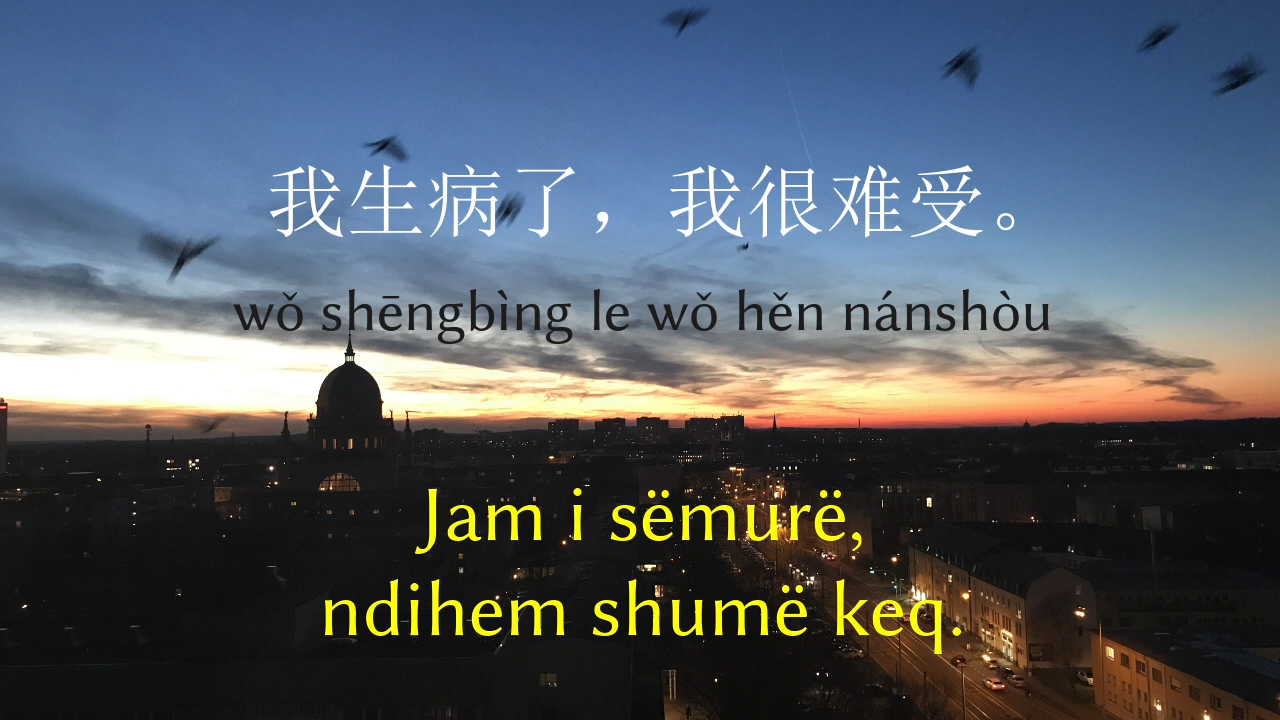 我生病了，我很难受。
wǒ shēngbìng le wǒ hěn nánshòu
Jam i sëmurë,
ndihem shumë keq.